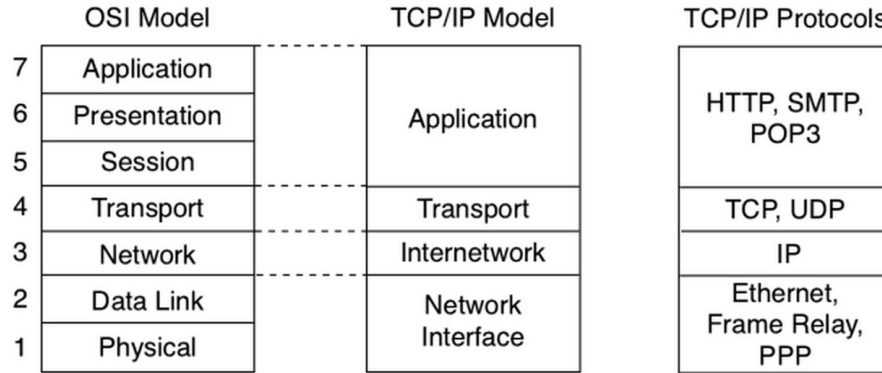 OSI Model TCP/IP Model TCP/IP Protocols
7 Application
6 Presentation
5 Session
Application
HTTP, SMTP,
POP3
4 Transport Transport TCP, UDP
3 Network Internetwork IP
2 Data Link
1 Physical
Network
Interface
Ethernet,
Frame Relay,
PPP